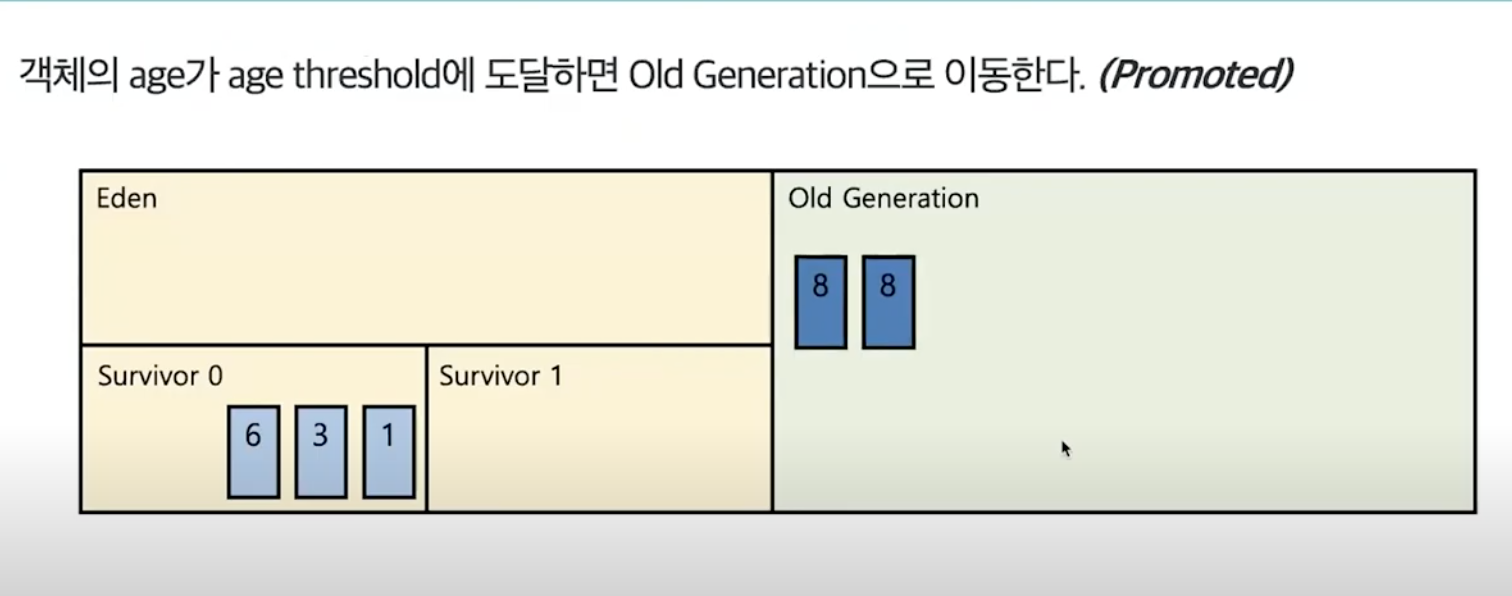 객체의 age가 age threshold에 도달하면 Old Generation으로 이동한다. (Promoted)
Eden
Old Generation
8 8
Survivor 0
Survivor 1
6 3 1